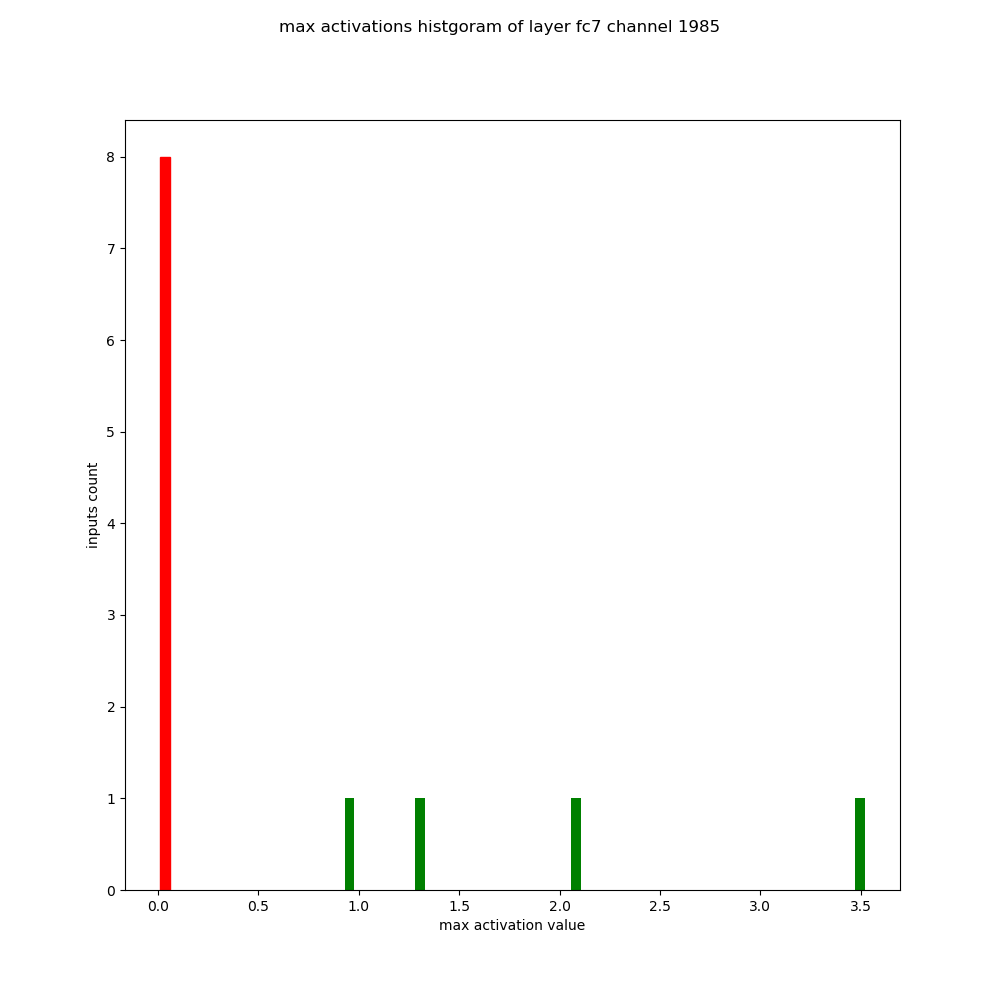 max activations histgoram of layer fc7 channel 1985
8
7
6
5
4
3
2
1
0
inputs count
0.0 0.5 1.0 1.5 2.0 2.5 3.0 3.5
max activation value